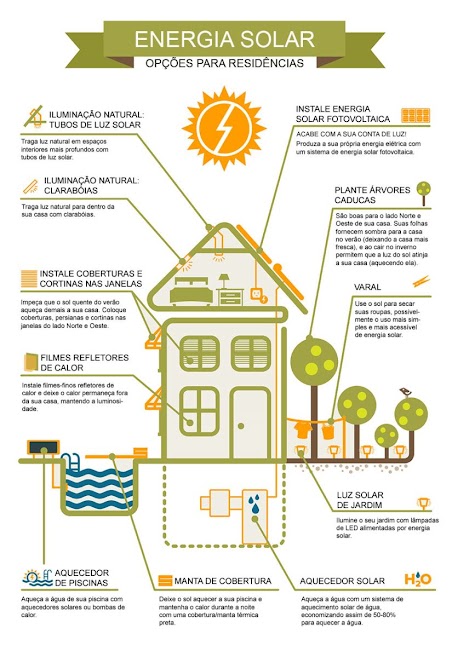 ENERGIA SOLAR
OPÇÕES PARA RESIDÊNCIAS
ILUMINAÇÃO NATURAL:
TUBOS DE LUZ SOLAR
Traga luz natural em espaços
interiores mais profundos com
tubos de luz solar.
ILUMINAÇÃO NATURAL:
CLARABÓIAS
Traga luz natural para dentro da
sua casa com clarabóias.
INSTALE COBERTURAS E
CORTINAS NAS JANELAS
Impeça que o sol quente do verão
aqueça demais a sua casa. Coloque
coberturas, persianas e cortinas nas
janelas do lado Norte e Oeste.
FILMES REFLETORES
DE CALOR
Instale filmes-finos refletores de
calor e deixe o calor permança fora
da sua casa, mantendo a luminosi-
dade.
INSTALE ENERGIA
SOLAR FOTOVOLTAICA
ACABE COM A SUA CONTA DE LUZ!
Produza a sua própria energia elétrica com
um sistema de energia solar fotovoltaica.
PLANTE ÁRVORES
CADUCAS
São boas para o lado Norte e
Oeste de sua casa. Suas folhas
fornecem sombra para a casa
no verão (deixando a casa mais
fresca), e ao cair no inverno
permitem que a luz do sol atinja
a sua casa (aquecendo ela).
VARAL
Use o sol para secar
suas roupas, possivel-
mente o uso mais sim-
ples e mais acessível
de energia solar.
LUZ SOLAR
DE JARDIM
Ilumine o seu jardim com lâmpadas
de LED alimentadas por energia
solar.
off
AQUECEDOR
DE PISCINAS
Aqueça a água de sua piscina com
aquecedores solares ou bombas de
calor.
MANTA DE COBERTURA
Deixe o sol aquecer a sua piscina e
mantenha o calor durante a noite
com uma cobertura/manta térmica
preta.
AQUECEDOR SOLAR
H2O
Aqueça a água com um sistema de
aquecimento solar de água,
economizando assim de 50-80%
para aquecer a água.